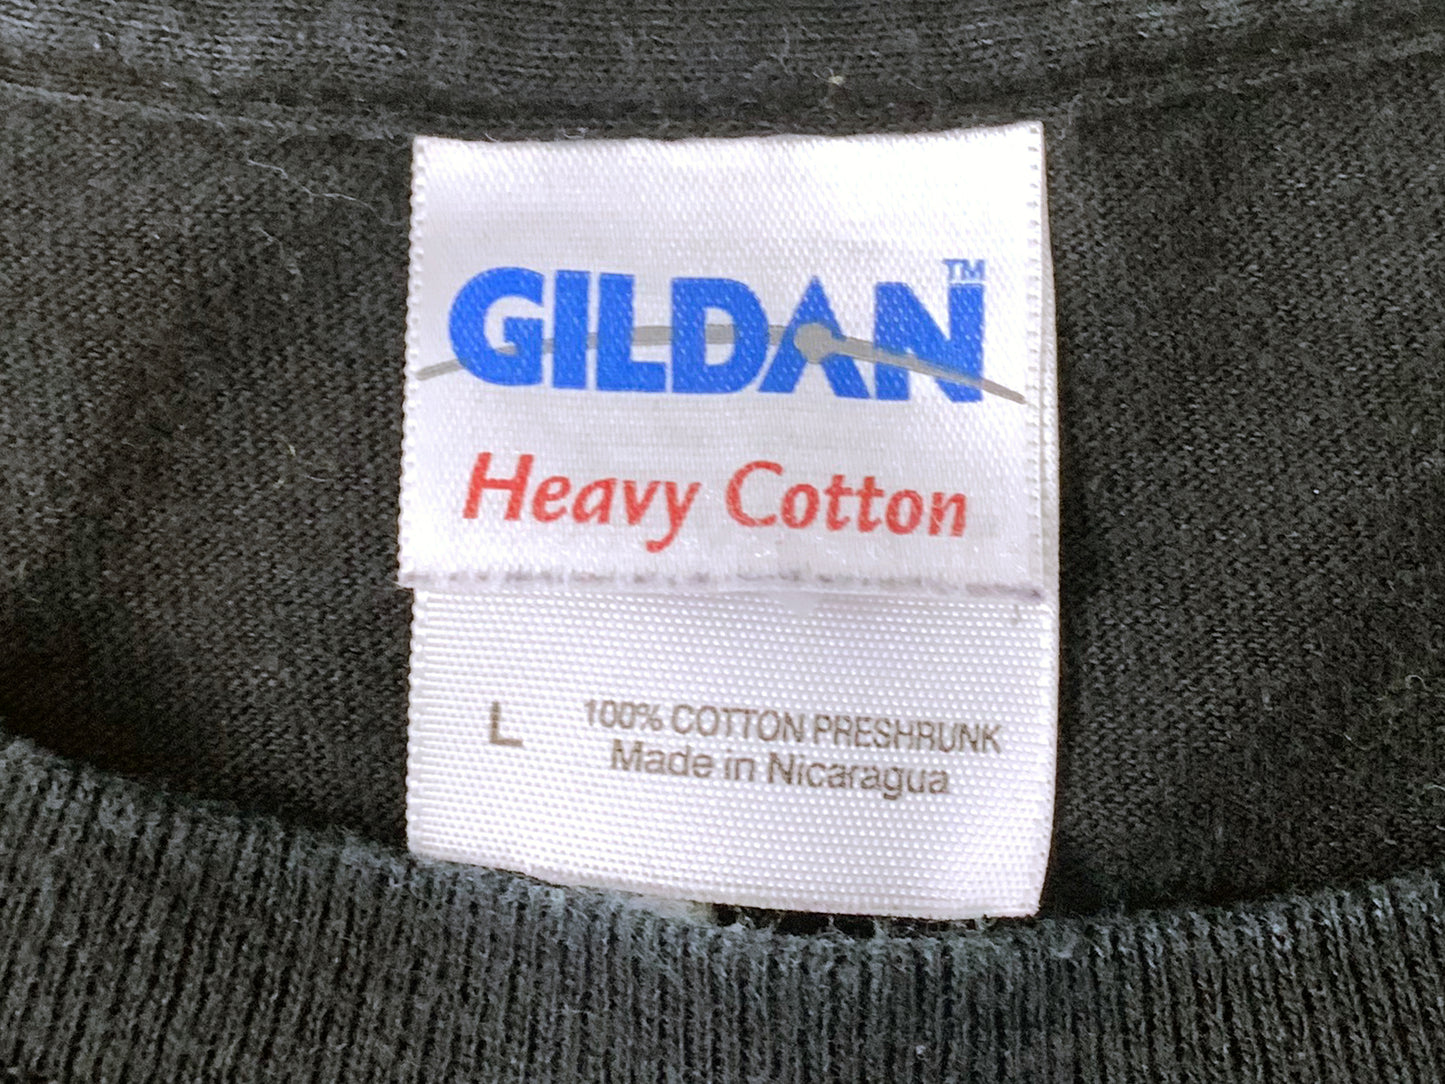 GILDAN™
Heavy Cotton
L 100% COTTON PRESHRUNK
Made in Nicaragua